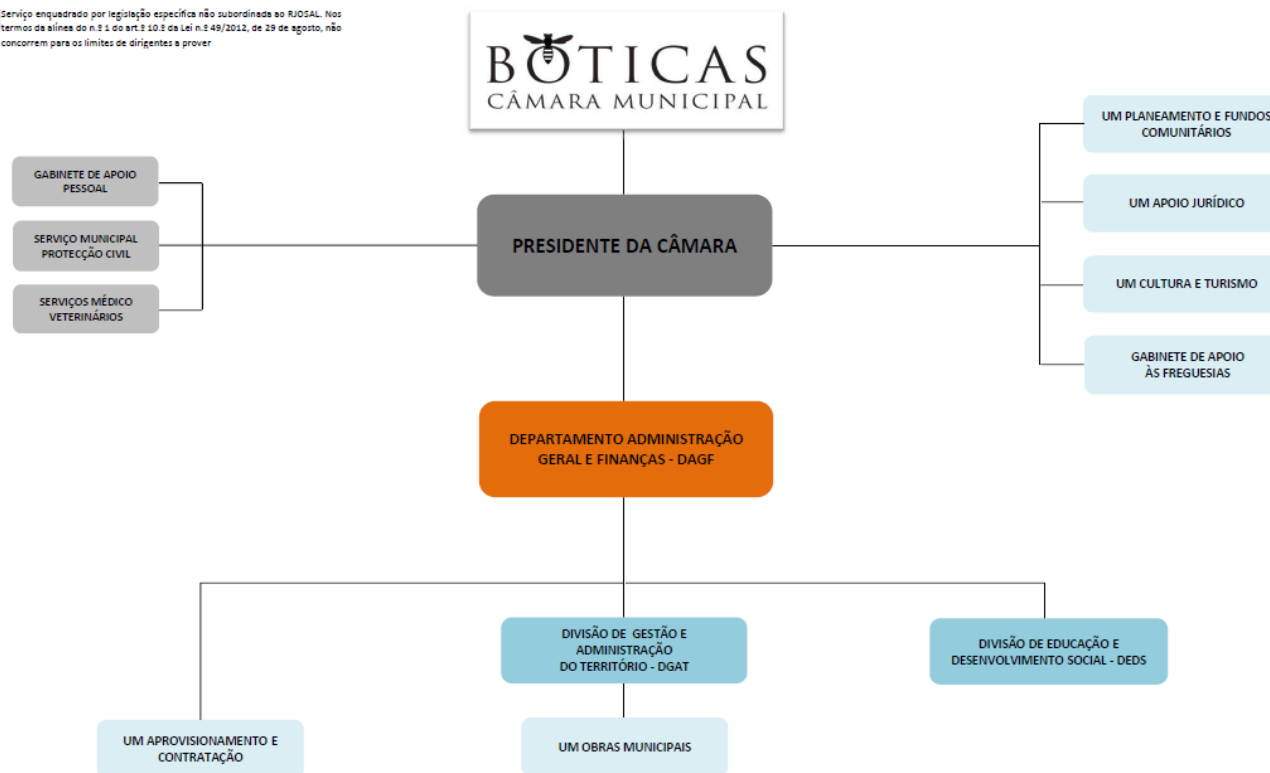 Serviço enquadrado por legislação específica não subordinada ao RJOSAL. Nos
termos da alínea do n.º 1 do art.º 10.º da Lei n.º 49/2012, de 29 de agosto, não
concorrem para os limites de dirigentes a prover
BOTICAS
CÂMARA MUNICIPAL
UM PLANEAMENTO E FUNDOS
COMUNITÁRIOS
GABINETE DE APOIO
PESSOAL
UM APOIO JURÍDICO
SERVIÇO MUNICIPAL
PROTECÇÃO CIVIL
PRESIDENTE DA CÂMARA
UM CULTURA E TURISMO
SERVIÇOS MÉDICO
VETERINÁRIOS
GABINETE DE APOIO
ÀS FREGUESIAS
DEPARTAMENTO ADMINISTRAÇÃO
GERAL E FINANÇAS - DAGF
DIVISÃO DE GESTÃO E
ADMINISTRAÇÃO
DO TERRITÓRIO - DGAT
DIVISÃO DE EDUCAÇÃO E
DESENVOLVIMENTO SOCIAL - DEDS
UM APROVISIONAMENTO E
CONTRATAÇÃO
UM OBRAS MUNICIPAIS